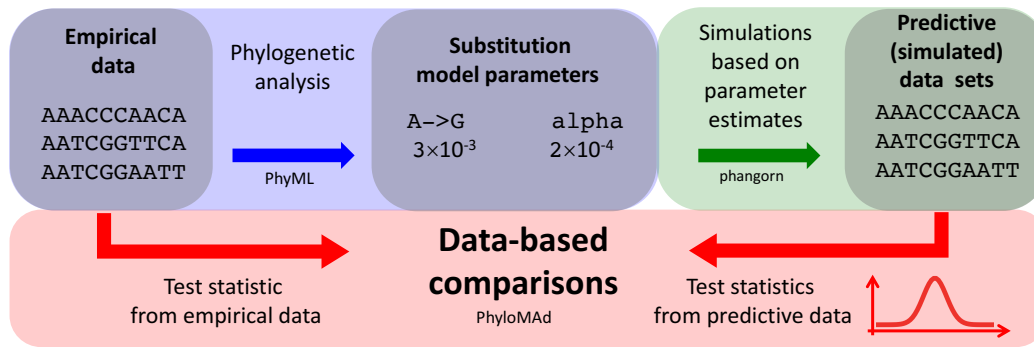 Empirical
data
AAACCCAACA
AATCGGTTCA
AATCGGAATT
Phylogenetic
analysis
PhyML
Substitution
model parameters
A->G alpha
3×10⁻³ 2×10⁻⁴
Simulations
based on
parameter
estimates
phangorn
Predictive
(simulated)
data sets
AAACCCAACA
AATCGGTTCA
AATCGGAATT
Data-based
comparisons
PhyloMAd
Test statistic
from empirical data
Test statistics
from predictive data